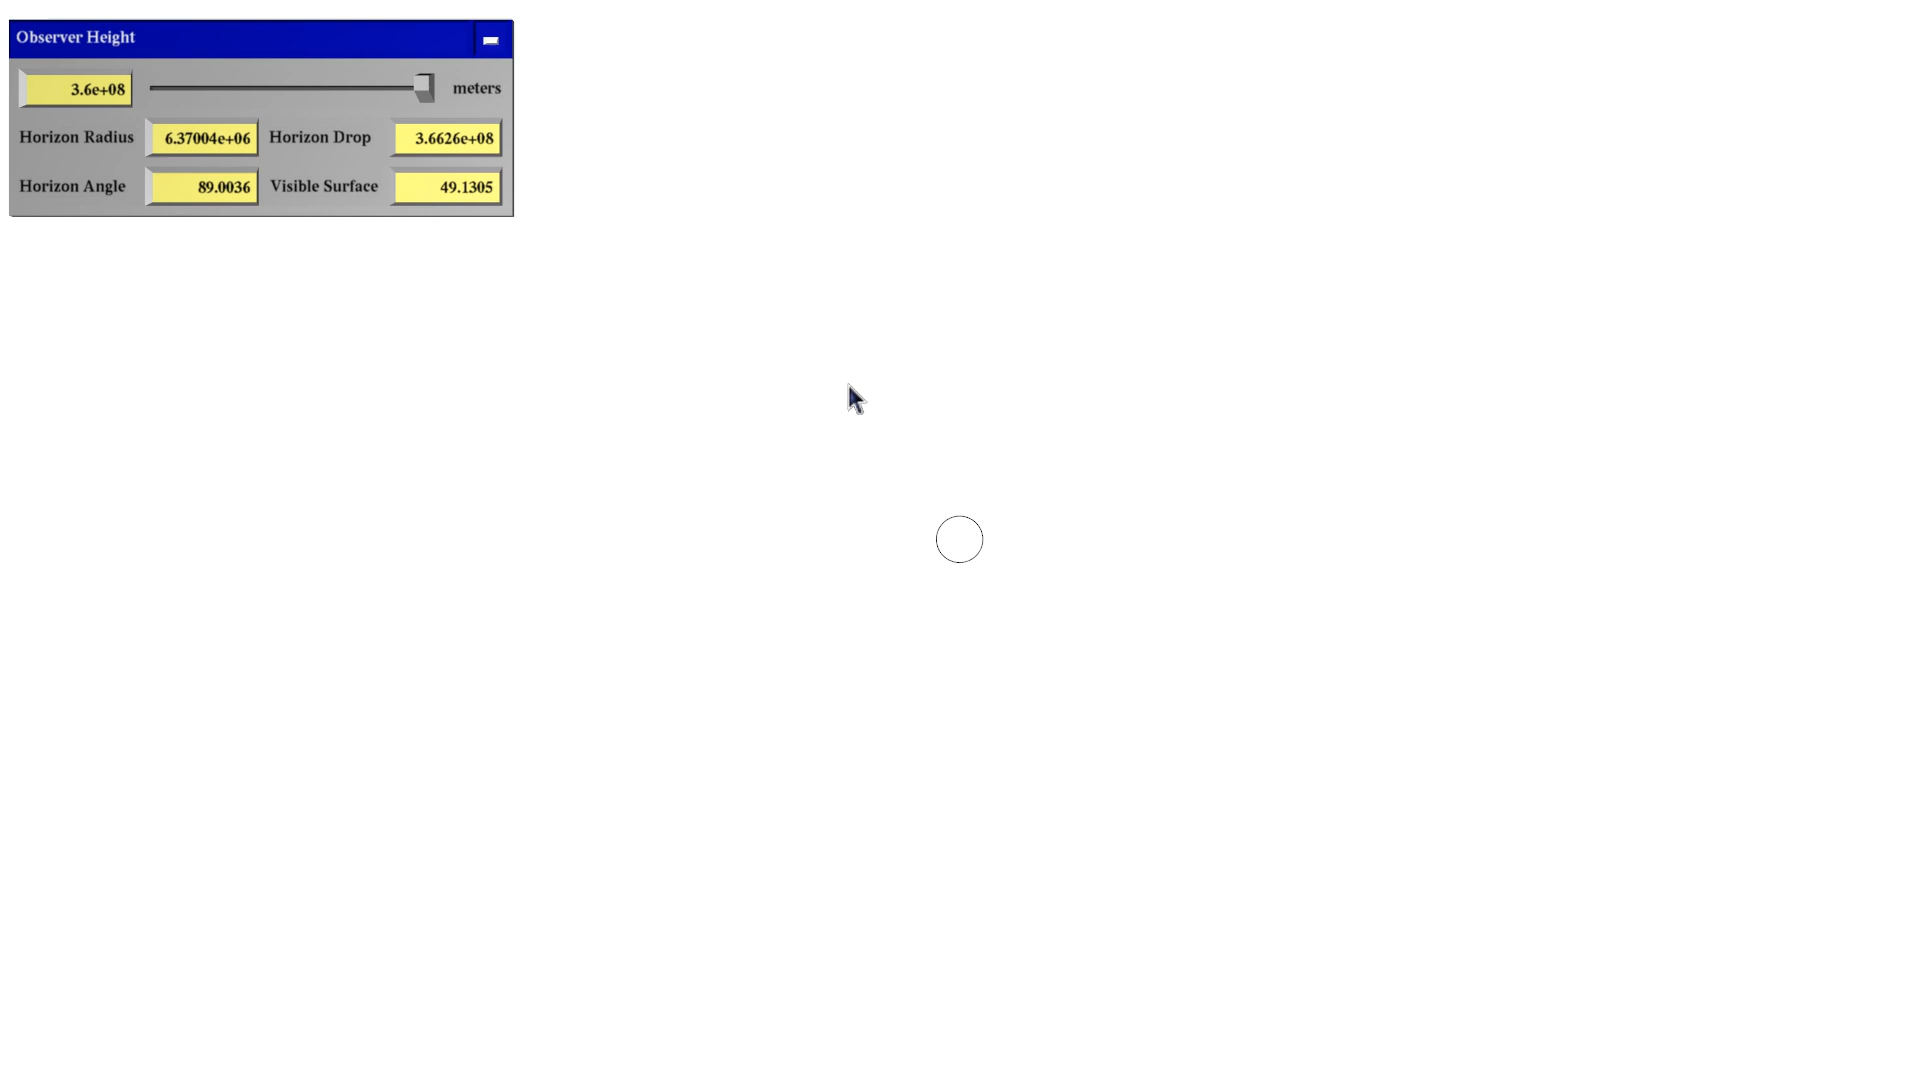 Observer Height
3.6e+08 meters
Horizon Radius 6.37004e+06 Horizon Drop 3.6626e+08
Horizon Angle 89.0036 Visible Surface 49.1305